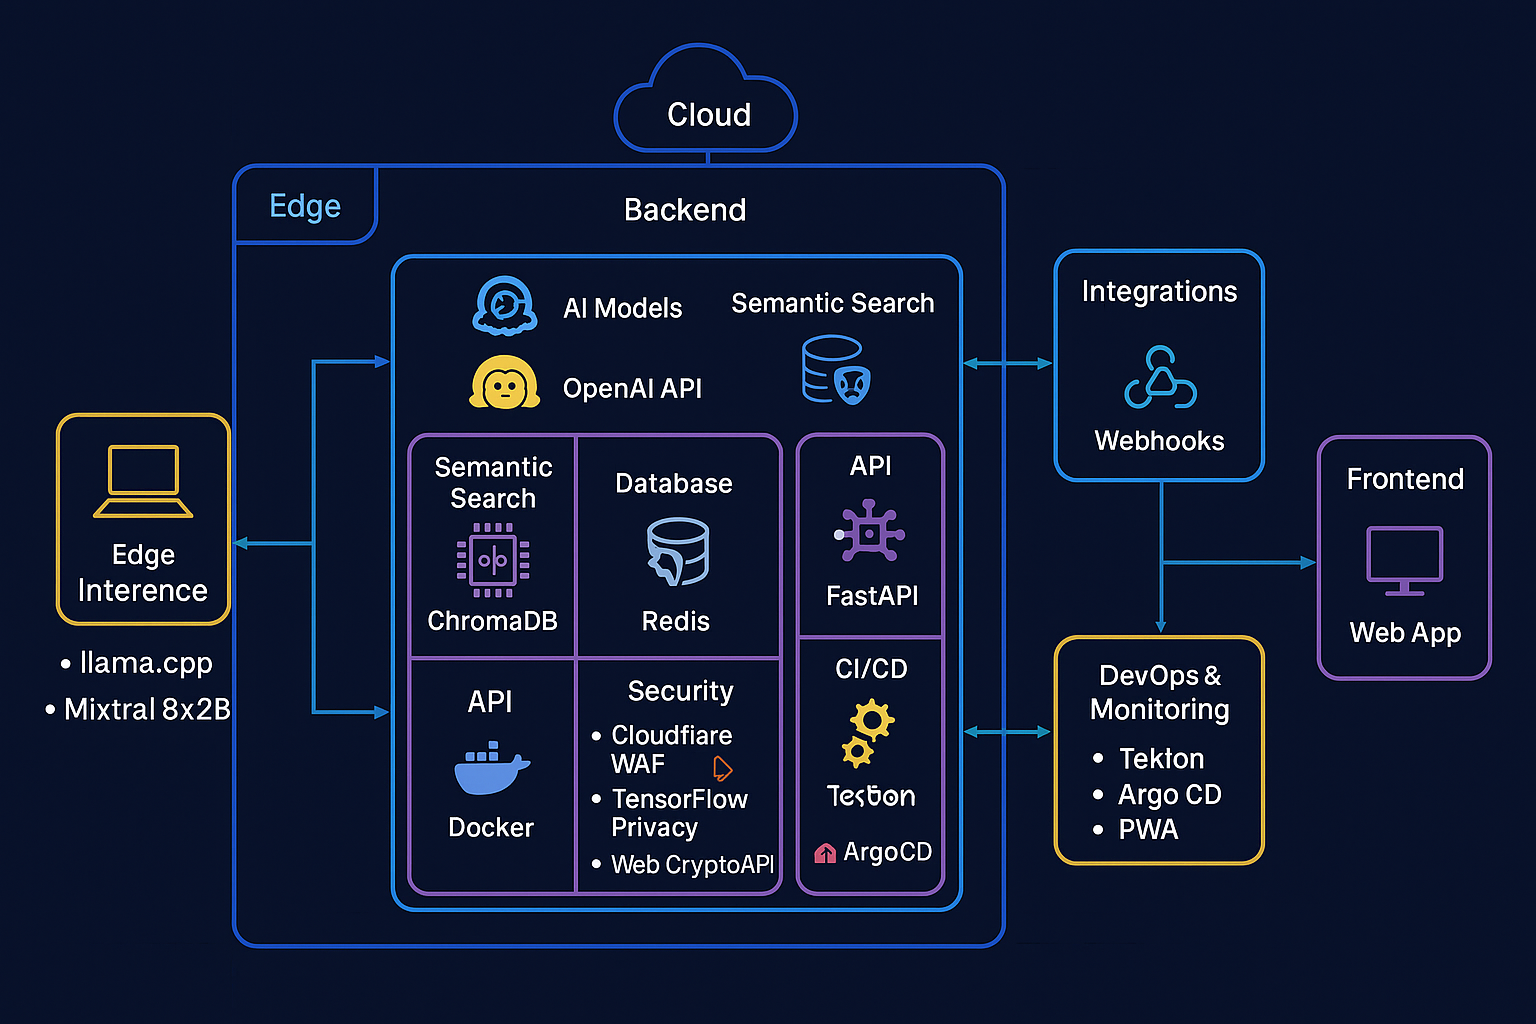 Cloud
Edge
Backend
AI Models
Semantic Search
OpenAI API
Semantic
Search
ChromaDB
Database
Redis
API
FastAPI
API
Docker
Security
• Cloudfiare
WAF
• TensorFlow
Privacy
• Web CryptoAPI
CI/CD
ArgoCD
Edge
Interence
• llama.cpp
• Mixtral 8x2B
Integrations
Webhooks
Frontend
Web App
DevOps &
Monitoring
• Tekton
• Argo CD
• PWA